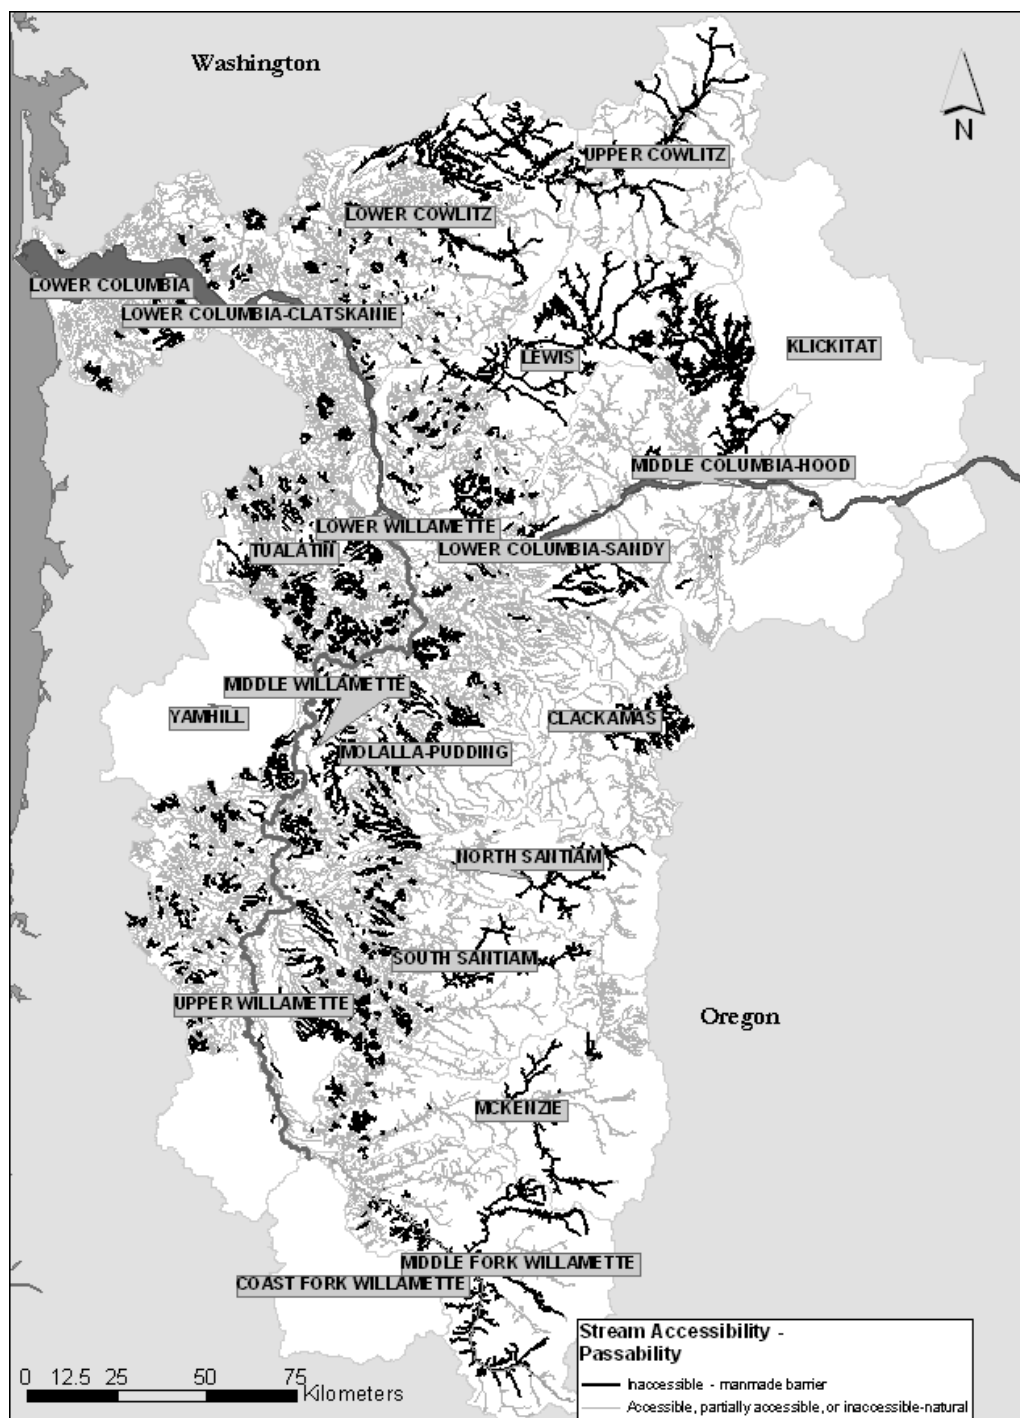 Washington
N
UPPER COWLITZ
LOWER COWLITZ
LOWER COLUMBIA
LOWER COLUMBIA-CLATSKANIE
KLICKITAT
LEWIS
MIDDLE COLUMBIA-HOOD
LOWER WILLAMETTE
TUALATIN
LOWER COLUMBIA-SANDY
MIDDLE WILLAMETTE
YAMHILL
CLACKAMAS
MOLALLA-PUDDING
NORTH SANTIAM
SOUTH SANTIAM
UPPER WILLAMETTE
Oregon
MCKENZIE
MIDDLE FORK WILLAMETTE
COAST FORK WILLAMETTE
Stream Accessibility -
Passability
Inaccessible - manmade barrier
Accessible, partially accessible, or inaccessible-natural
0 12.5 25 50 75
Kilometers